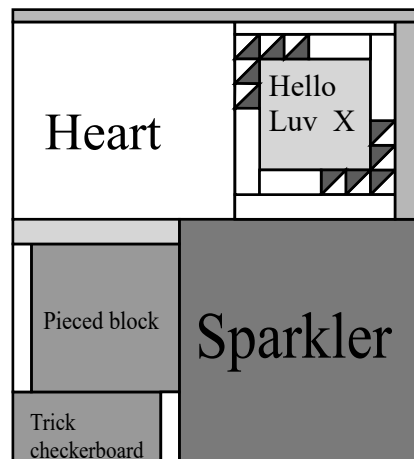 Hello
Luv X
Heart
Pieced block
Sparkler
Trick
checkerboard